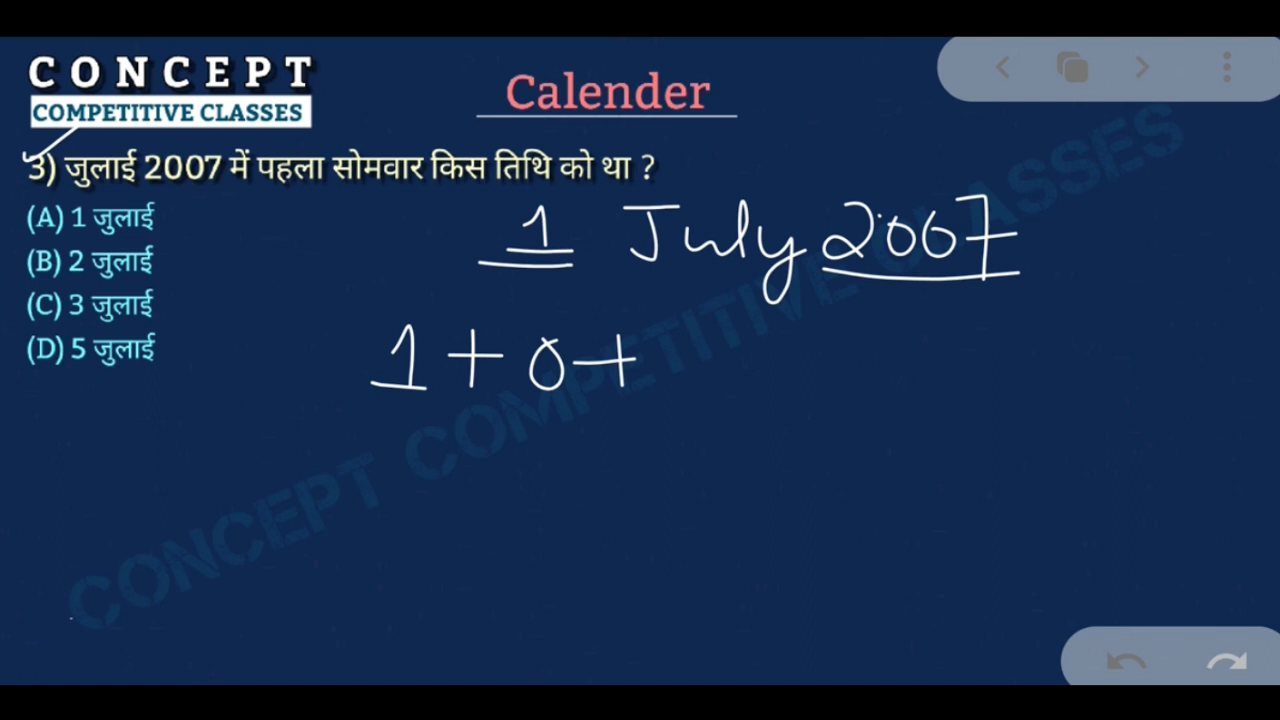 CONCEPT
COMPETITIVE CLASSES
Calender
3) जुलाई 2007 में पहला सोमवार किस तिथि को था ?
(A) 1 जुलाई
(B) 2 जुलाई
(C) 3 जुलाई
(D) 5 जुलाई
1 July 2007
1 + 0 +
CONCEPT COMPETITIVE CLASSES